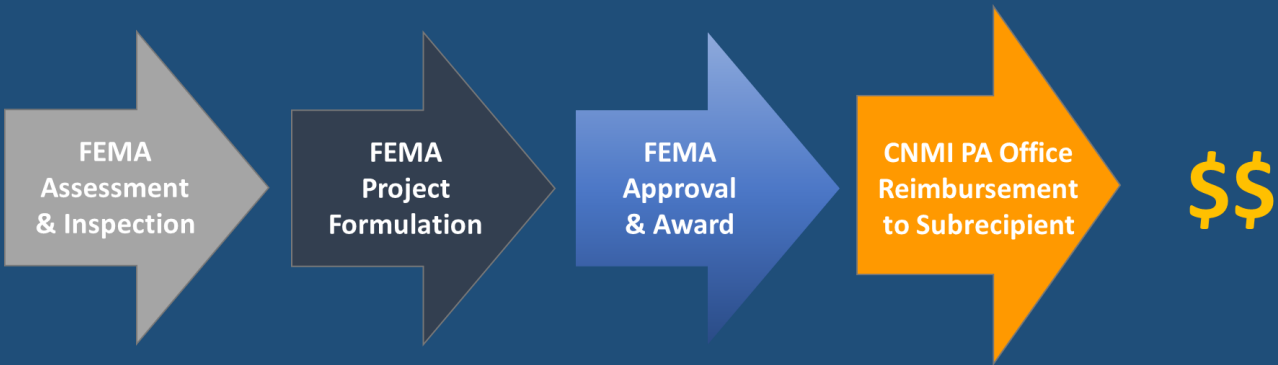 FEMA
Assessment
& Inspection
FEMA
Project
Formulation
FEMA
Approval
& Award
CNMI PA Office
Reimbursement
to Subrecipient
$$